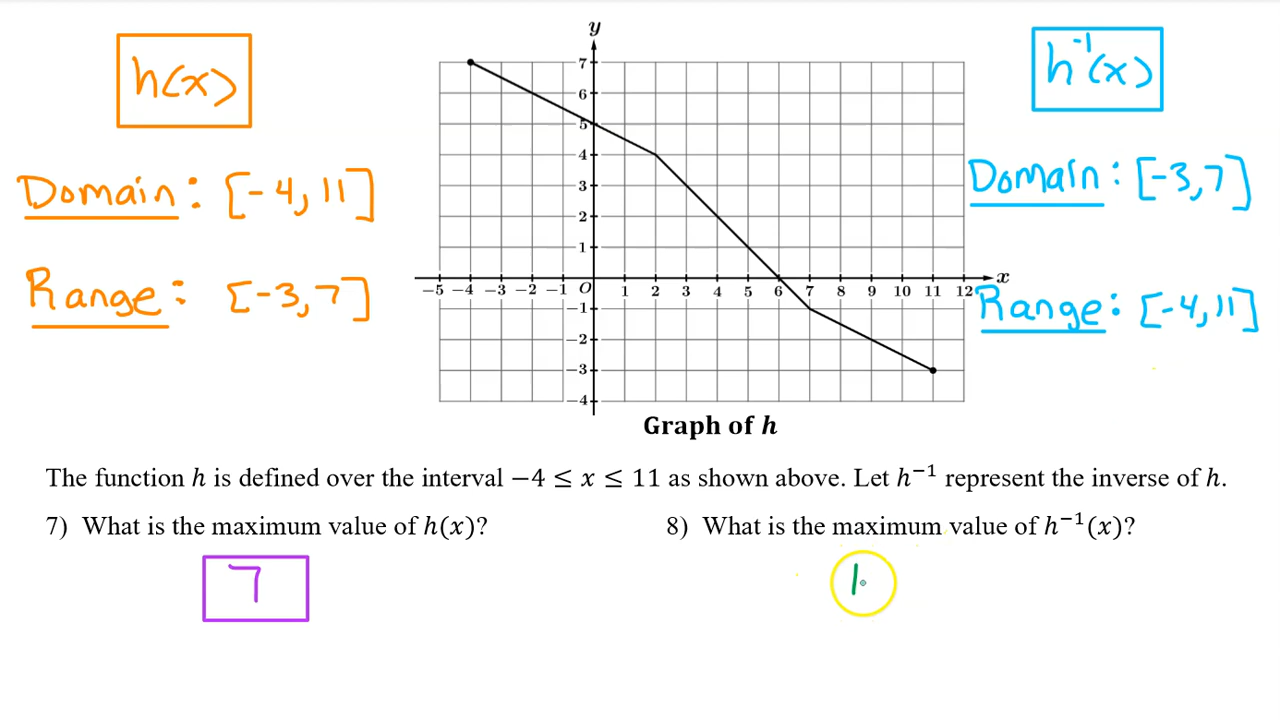 h(x)
Domain: [-4, 11]
Range: [-3, 7]
y
7
6
5
4
3
2
1
−5 −4 −3 −2 −1 O 1 2 3 4 5 6 7 8 9 10 11 12 x
−1
−2
−3
−4
Graph of h
h⁻¹(x)
Domain: [-3, 7]
Range: [-4, 11]
The function h is defined over the interval −4 ≤ x ≤ 11 as shown above. Let h⁻¹ represent the inverse of h.
7) What is the maximum value of h(x)?
7
8) What is the maximum value of h⁻¹(x)?
1